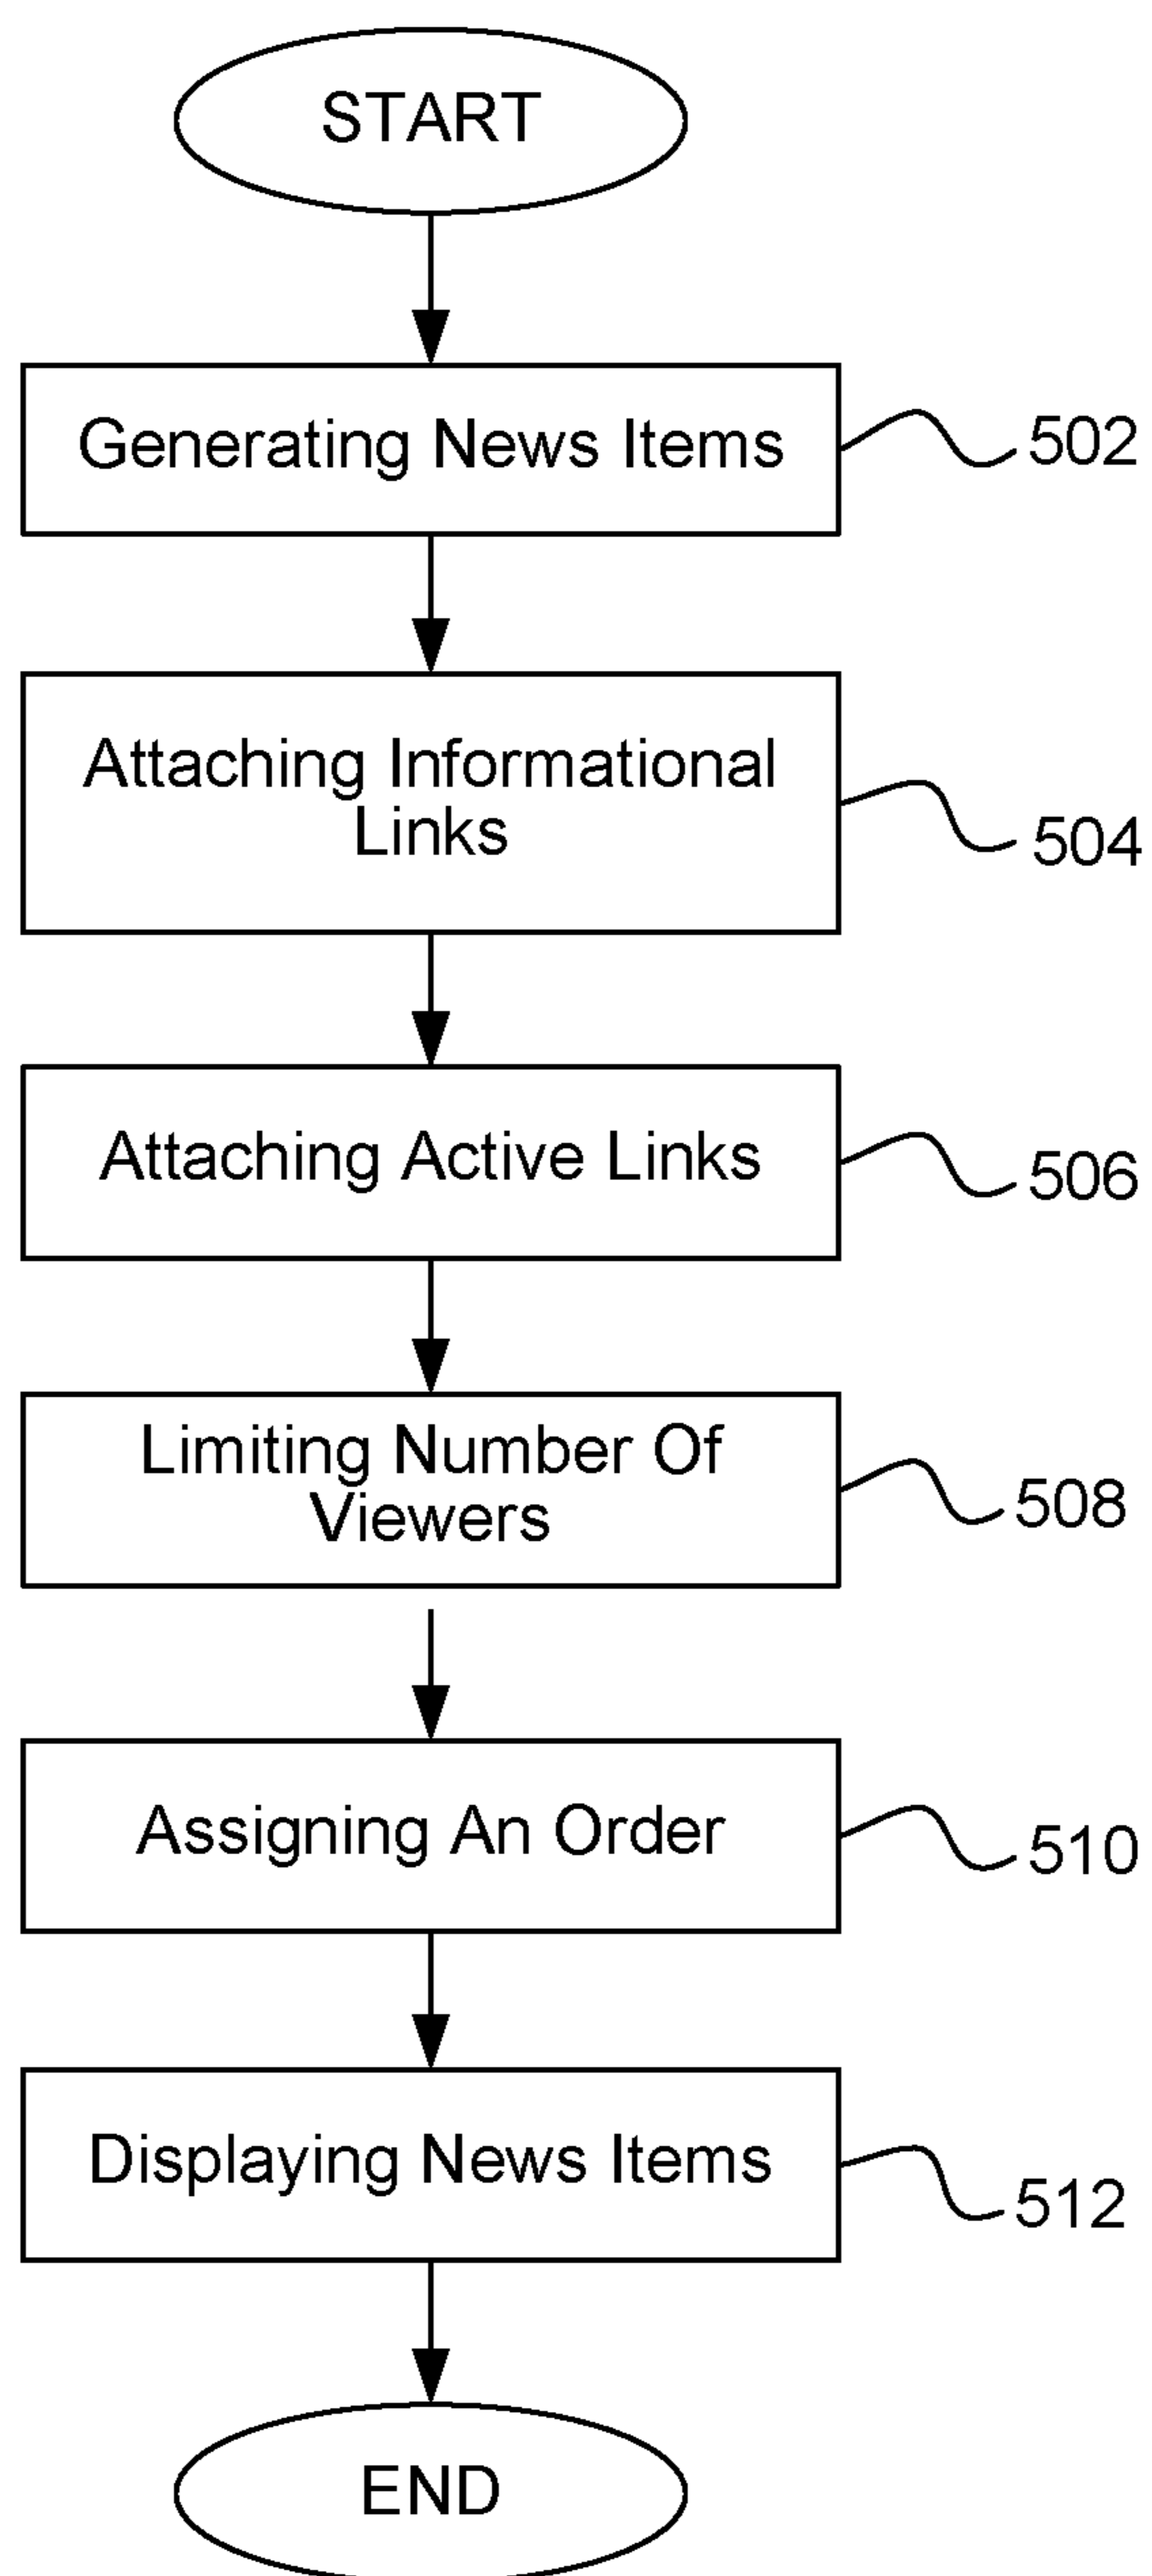 START
Generating News Items
502
Attaching Informational
Links
504
Attaching Active Links
506
Limiting Number Of
Viewers
508
Assigning An Order
510
Displaying News Items
512
END